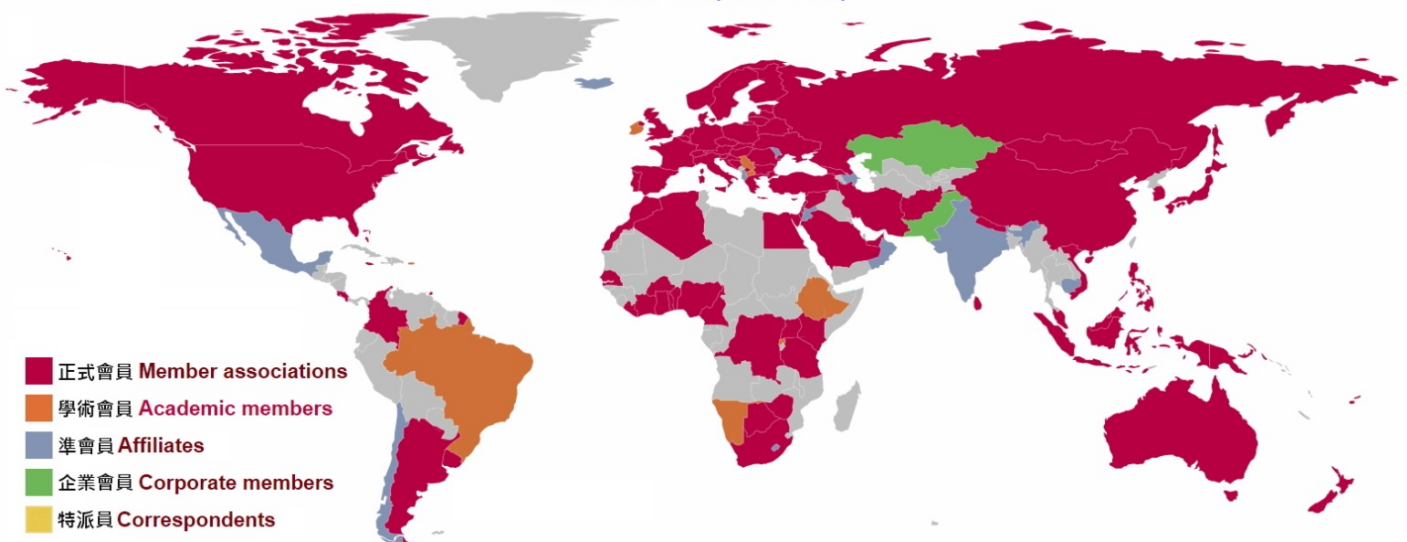 正式會員 Member associations
學術會員 Academic members
準會員 Affiliates
企業會員 Corporate members
特派員 Correspondents